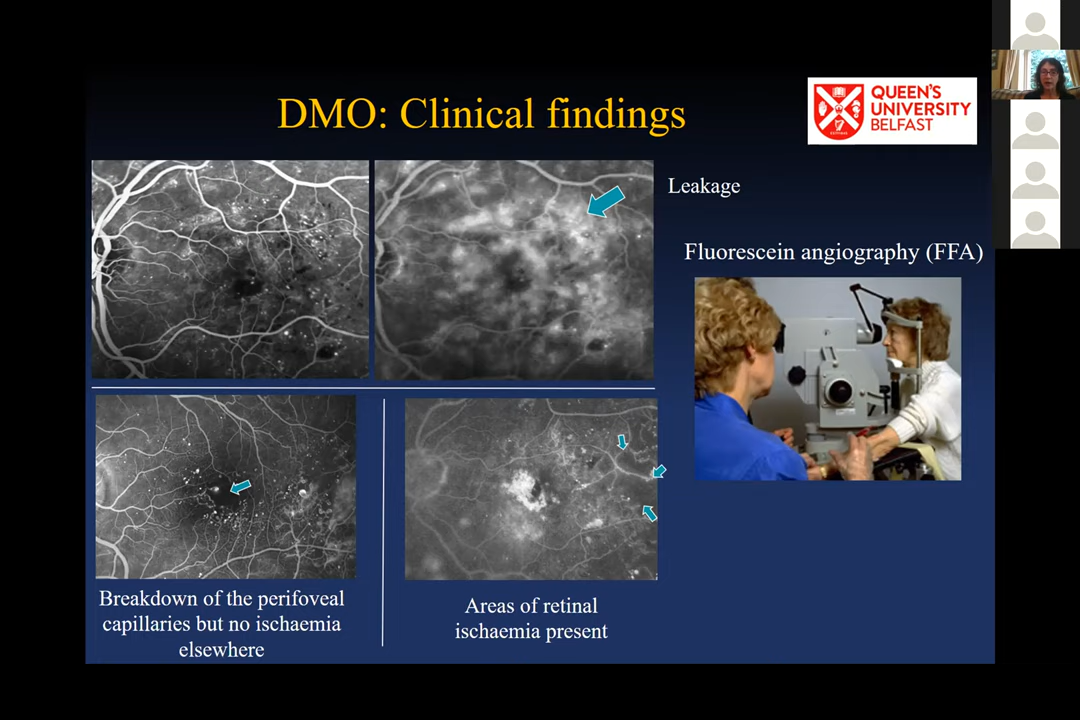 DMO: Clinical findings
QUEEN'S
UNIVERSITY
BELFAST
Leakage
Fluorescein angiography (FFA)
Breakdown of the perifoveal
capillaries but no ischaemia
elsewhere
Areas of retinal
ischaemia present